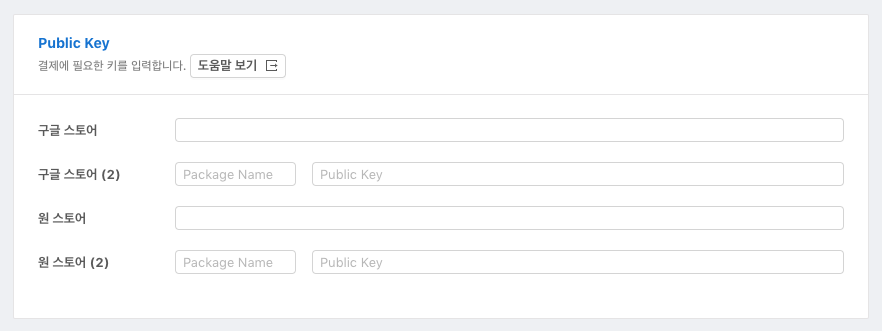 Public Key
결제에 필요한 키를 입력합니다. 도움말 보기
구글 스토어
구글 스토어 (2) Package Name Public Key
원 스토어
원 스토어 (2) Package Name Public Key